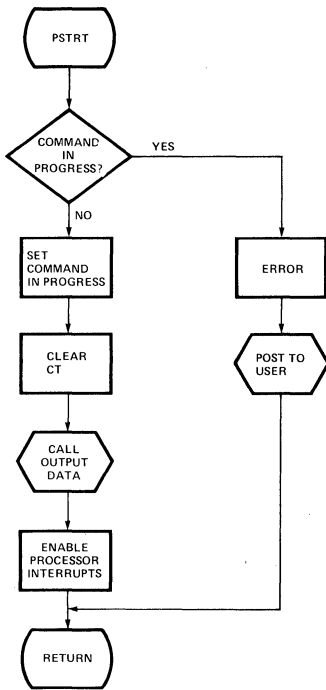 PSTRT
COMMAND
IN
PROGRESS?
YES
NO
SET
COMMAND
IN PROGRESS
ERROR
CLEAR
CT
POST TO
USER
CALL
OUTPUT
DATA
ENABLE
PROCESSOR
INTERRUPTS
RETURN